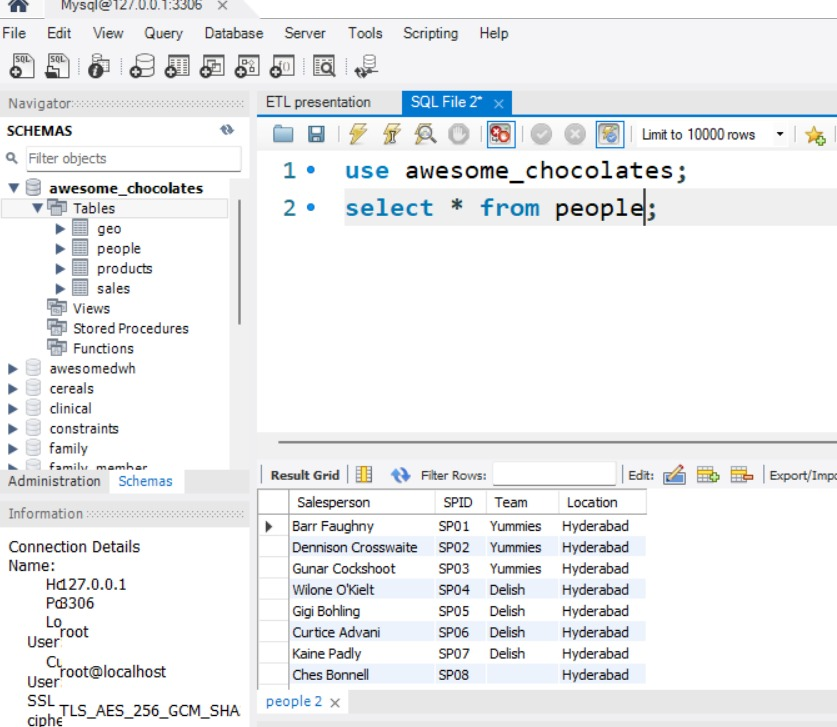 Mysql@127.0.0.1:3306 ×
File Edit View Query Database Server Tools Scripting Help
Navigator
SCHEMAS
Filter objects
awesome_chocolates
Tables
geo
people
products
sales
Views
Stored Procedures
Functions
awesomedwh
cereals
clinical
constraints
family
family_member
Administration Schemas
Information
Connection Details
Name:
127.0.0.1
3306
Lo
root
User
root@localhost
User
SSL
TLS_AES_256_GCM_SHA
ciphe
ETL presentation SQL File 2* ×
Limit to 10000 rows
1 use awesome_chocolates;
2 select * from people;
Result Grid Filter Rows: Edit: Export/Impo
Salesperson SPID Team Location
Barr Faughny SP01 Yummies Hyderabad
Dennison Crosswaite SP02 Yummies Hyderabad
Gunar Cockshoot SP03 Yummies Hyderabad
Wilone O'Kielt SP04 Delish Hyderabad
Gigi Bohling SP05 Delish Hyderabad
Curtice Advani SP06 Delish Hyderabad
Kaine Padly SP07 Delish Hyderabad
Ches Bonnell SP08 Hyderabad
people 2 ×